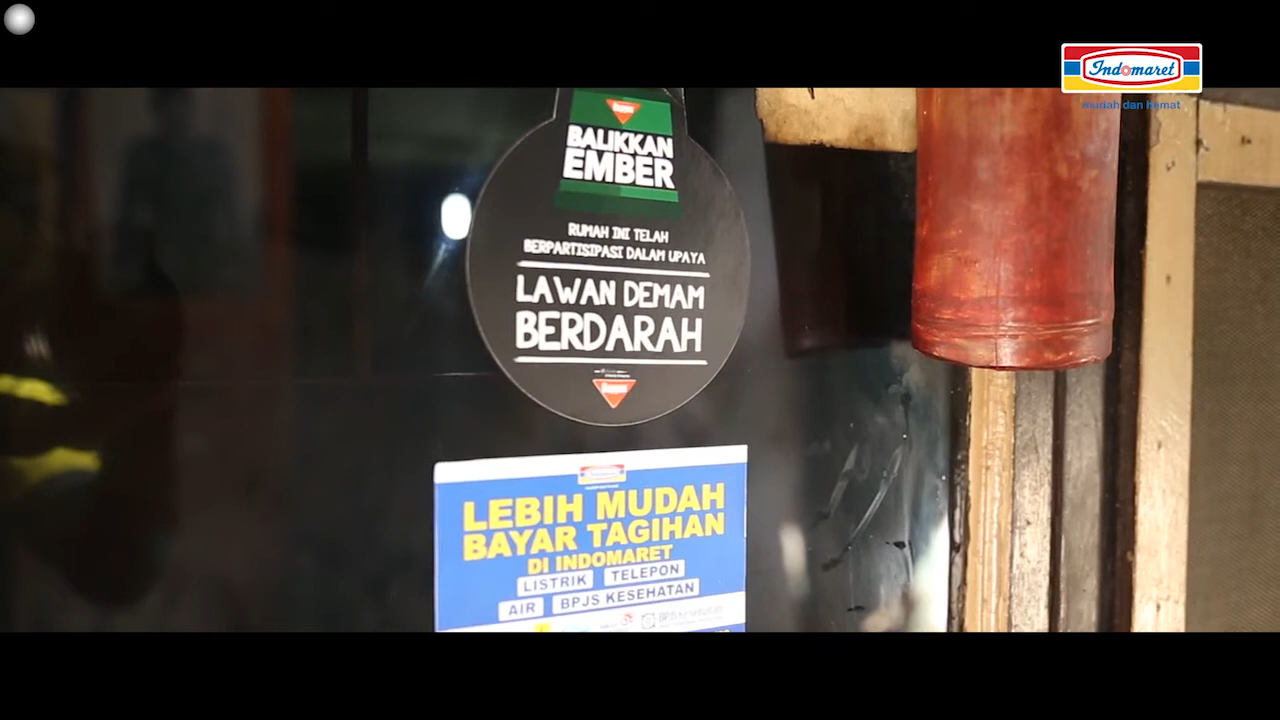 Indomaret
mudah dan hemat
BALIKKAN
EMBER
RUMAH INI TELAH
BERPARTISIPASI DALAM UPAYA
LAWAN DEMAM
BERDARAH
LEBIH MUDAH
BAYAR TAGIHAN
DI INDOMARET
LISTRIK TELEPON
AIR BPJS KESEHATAN